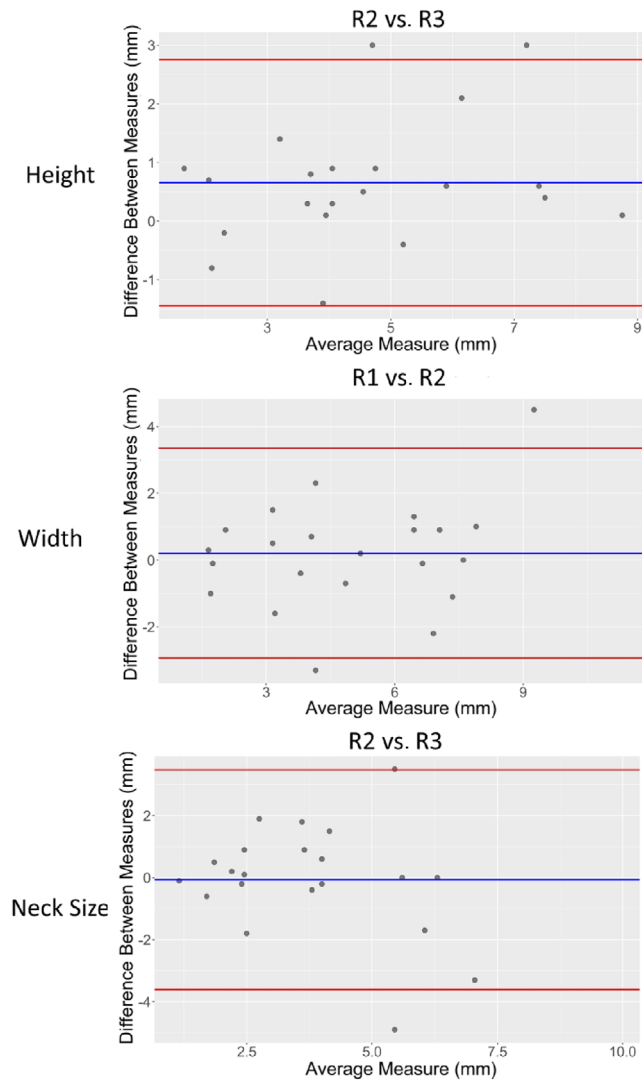 R2 vs. R3
Height
Difference Between Measures (mm)
3
2
1
0
-1
3
5
7
9
Average Measure (mm)
R1 vs. R2
Width
Difference Between Measures (mm)
4
2
0
-2
3
6
9
Average Measure (mm)
R2 vs. R3
Neck Size
Difference Between Measures (mm)
2
0
-2
-4
2.5
5.0
7.5
10.0
Average Measure (mm)